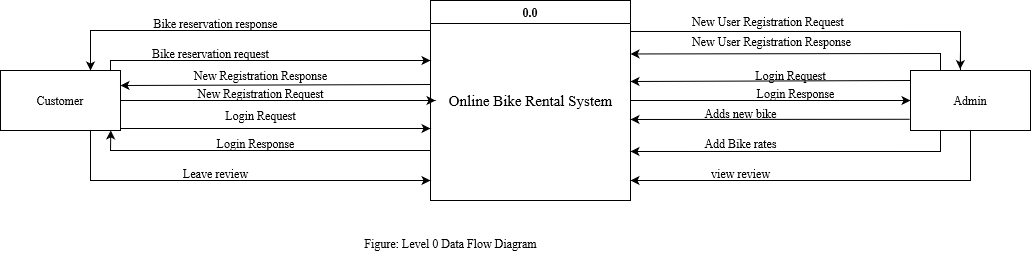 0.0
Bike reservation response
New User Registration Request
New User Registration Response
Bike reservation request
New Registration Response
Login Request
New Registration Request
Login Response
Customer
Online Bike Rental System
Admin
Login Request
Adds new bike
Login Response
Add Bike rates
Leave review
view review
Figure: Level 0 Data Flow Diagram